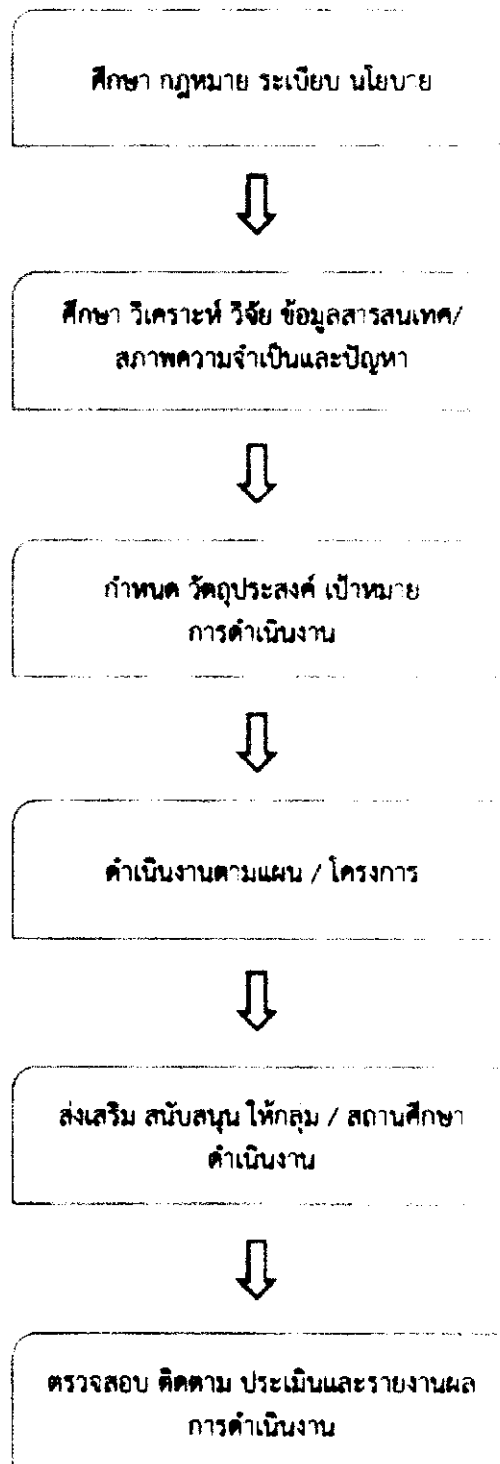 ศึกษา กฎหมาย ระเบียบ นโยบาย
ศึกษา วิเคราะห์ วิจัย ข้อมูลสารสนเทศ/
สภาพความจำเป็นและปัญหา
กำหนด วัตถุประสงค์ เป้าหมาย
การดำเนินงาน
ดำเนินงานตามแผน / โครงการ
ส่งเสริม สนับสนุน ให้กลุ่ม / สถานศึกษา
ดำเนินงาน
ตรวจสอบ ติดตาม ประเมินและรายงานผล
การดำเนินงาน